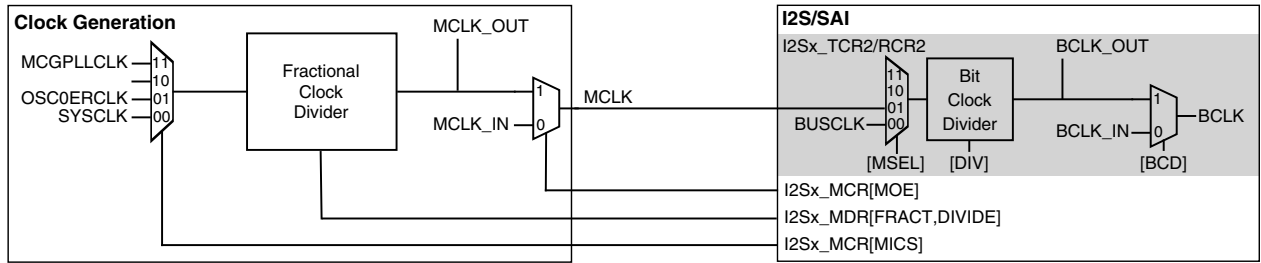 Clock Generation
MCGPLLCLK
11
10
OSC0ERCLK
01
SYSCLK
00
Fractional
Clock
Divider
MCLK_OUT
1
MCLK_IN
0
MCLK
I2S/SAI
I2Sx_TCR2/RCR2
11
10
01
BUSCLK
00
[MSEL]
Bit
Clock
Divider
[DIV]
BCLK_OUT
1
BCLK_IN
0
[BCD]
BCLK
I2Sx_MCR[MOE]
I2Sx_MDR[FRACT,DIVIDE]
I2Sx_MCR[MICS]